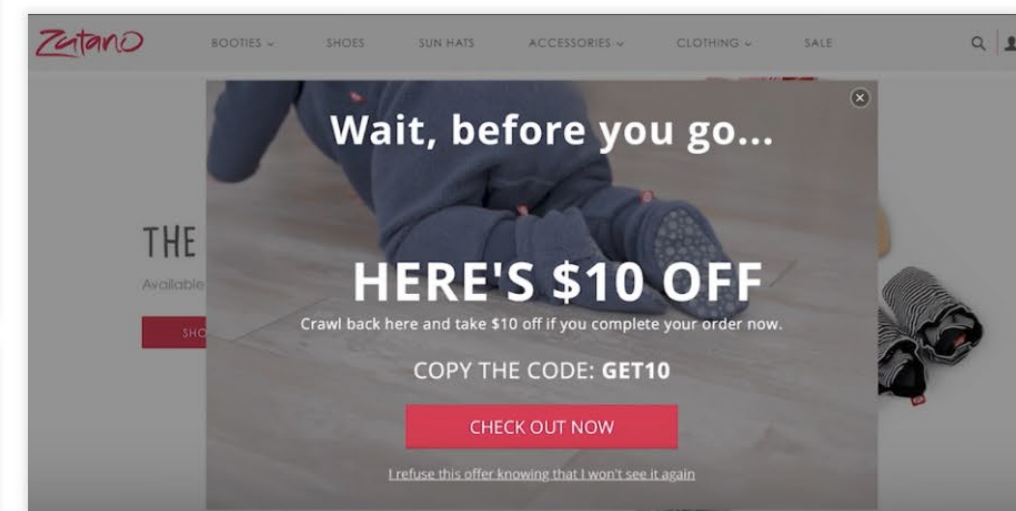 Zutano
BOOTIES SHOES SUN HATS ACCESSORIES CLOTHING SALE
Wait, before you go...
THE
Available
HERE'S $10 OFF
Crawl back here and take $10 off if you complete your order now.
SHO
COPY THE CODE: GET10
CHECK OUT NOW
I refuse this offer knowing that I won't see it again